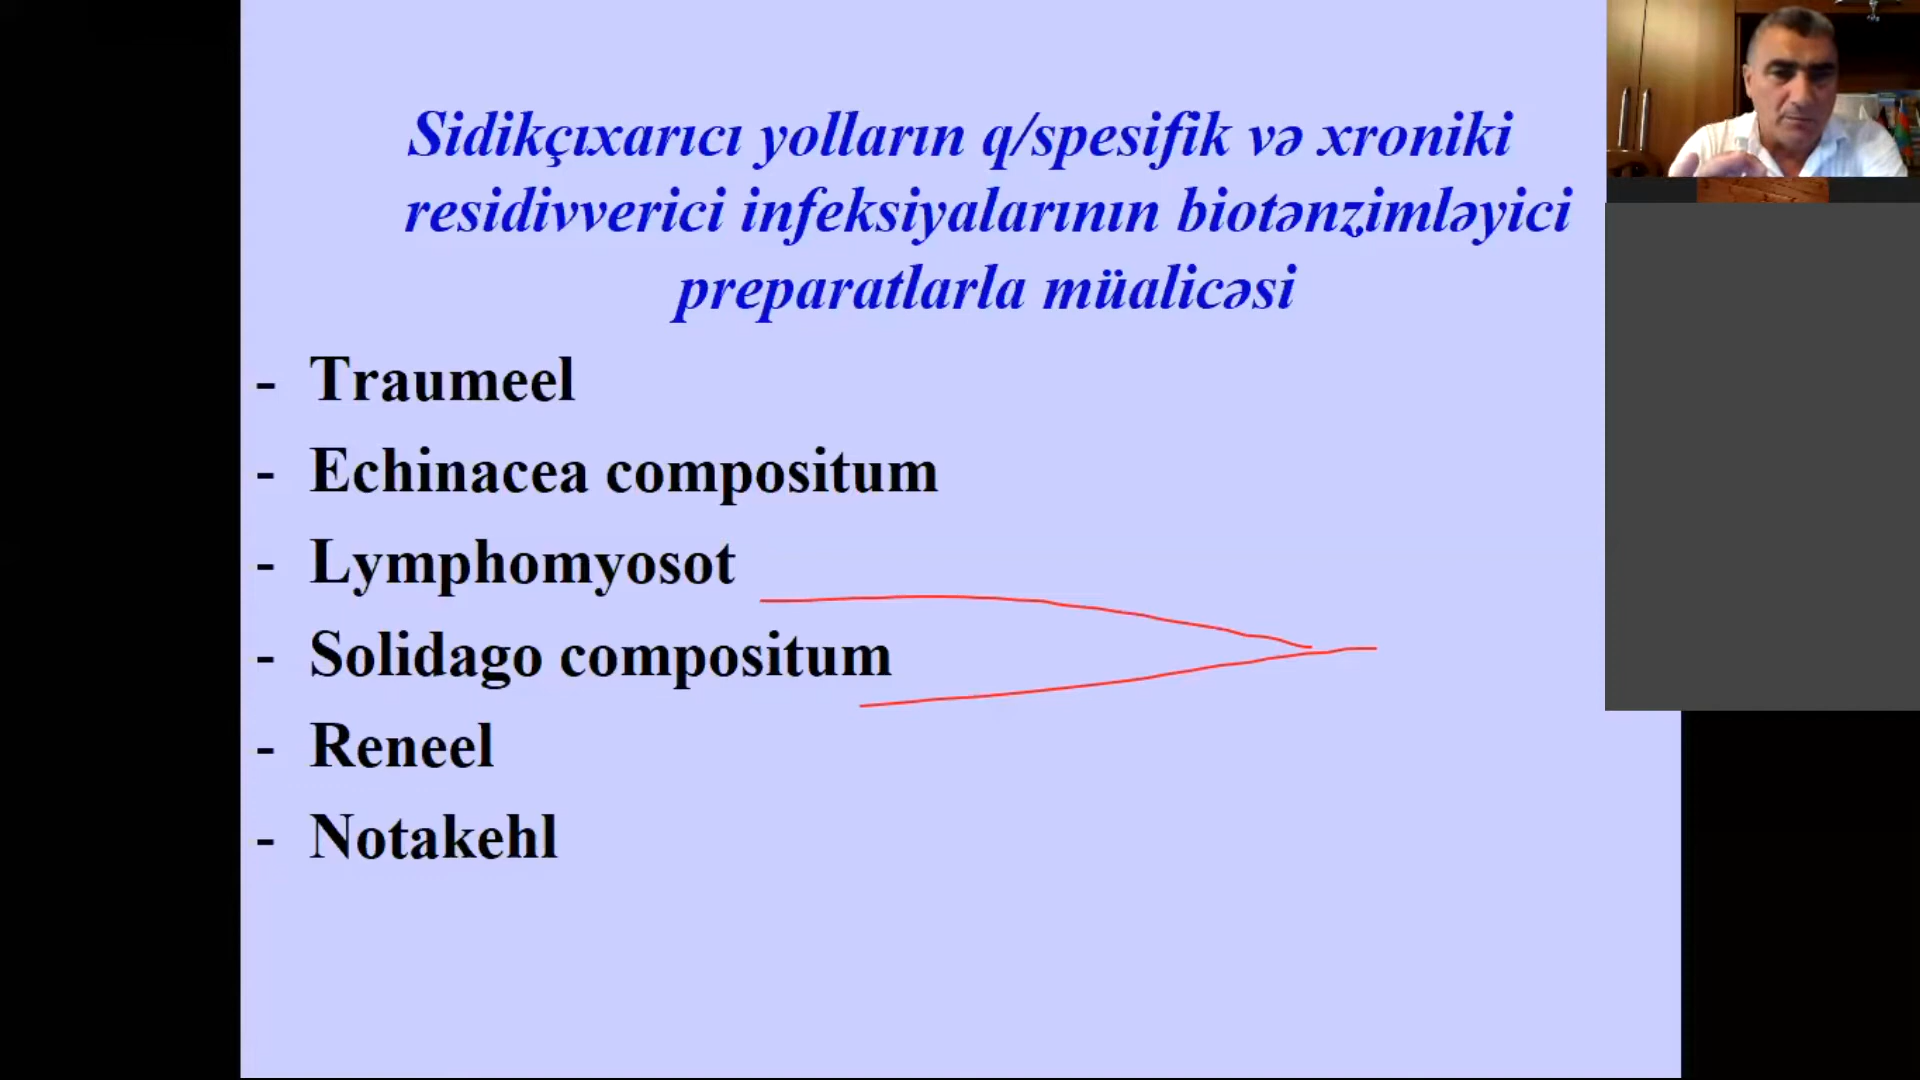 Sidikçıxarıcı yolların q/spesifik və xroniki
residivverici infeksiyalarının biotənzimləyici
preparatlarla müalicəsi
- Traumeel
- Echinacea compositum
- Lymphomyosot
- Solidago compositum
- Reneel
- Notakehl